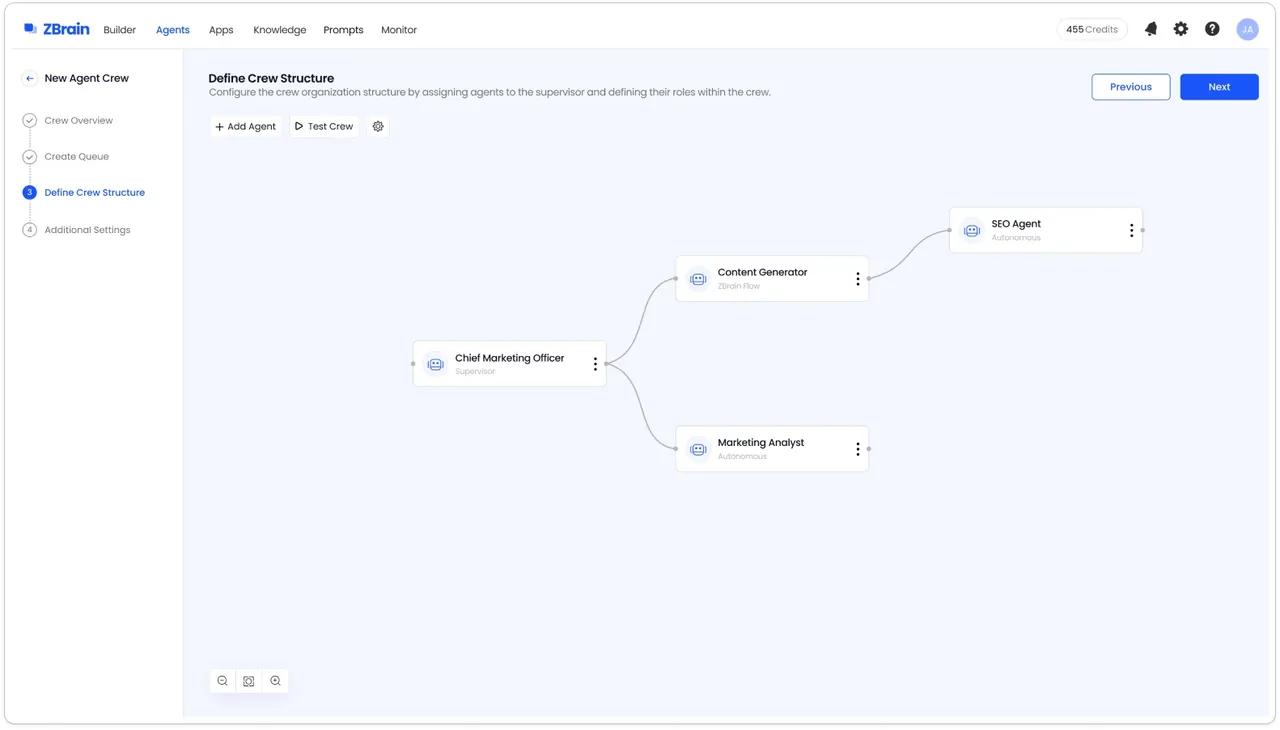 ZBrain
Builder
Agents
Apps
Knowledge
Prompts
Monitor
455 Credits
JA
New Agent Crew
Crew Overview
Create Queue
3
Define Crew Structure
4
Additional Settings
Define Crew Structure
Configure the crew organization structure by assigning agents to the supervisor and defining their roles within the crew.
Previous
Next
Add Agent
Test Crew
SEO Agent
Autonomous
Content Generator
ZBrain Flow
Chief Marketing Officer
Supervisor
Marketing Analyst
Autonomous